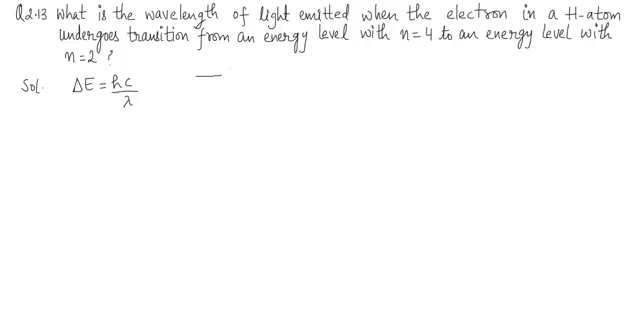 Q2.13 What is the wavelength of light emitted when the electron in a H-atom
undergoes transition from an energy level with n=4 to an energy level with
n=2 ?
Sol. ΔE = hc/λ